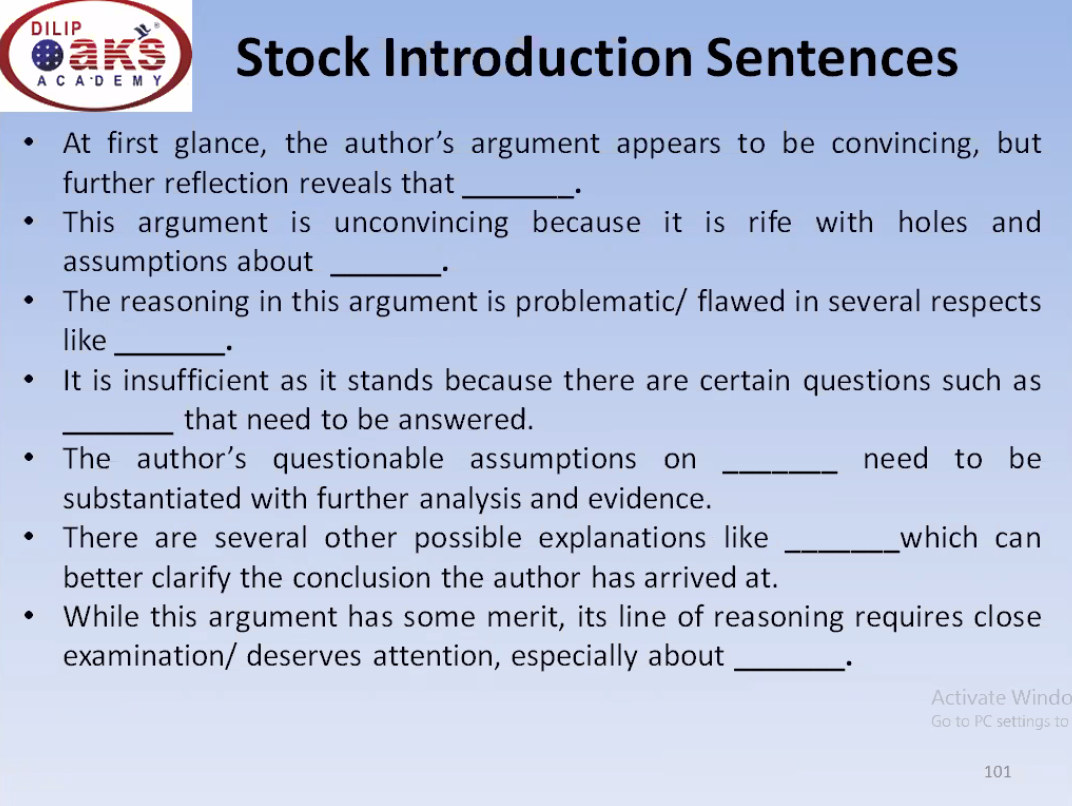 DILIP
Oaks
ACADEMY
Stock Introduction Sentences
• At first glance, the author's argument appears to be convincing, but
further reflection reveals that _______.
• This argument is unconvincing because it is rife with holes and
assumptions about _______.
• The reasoning in this argument is problematic/ flawed in several respects
like _______.
• It is insufficient as it stands because there are certain questions such as
_______ that need to be answered.
• The author's questionable assumptions on _______ need to be
substantiated with further analysis and evidence.
• There are several other possible explanations like _______which can
better clarify the conclusion the author has arrived at.
• While this argument has some merit, its line of reasoning requires close
examination/ deserves attention, especially about _______.
Activate Windo
Go to PC settings to
101